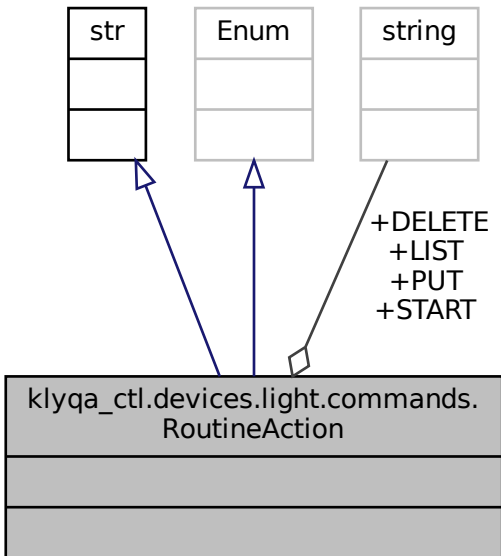 str
Enum
string
+DELETE
+LIST
+PUT
+START
klyqa_ctl.devices.light.commands.
RoutineAction